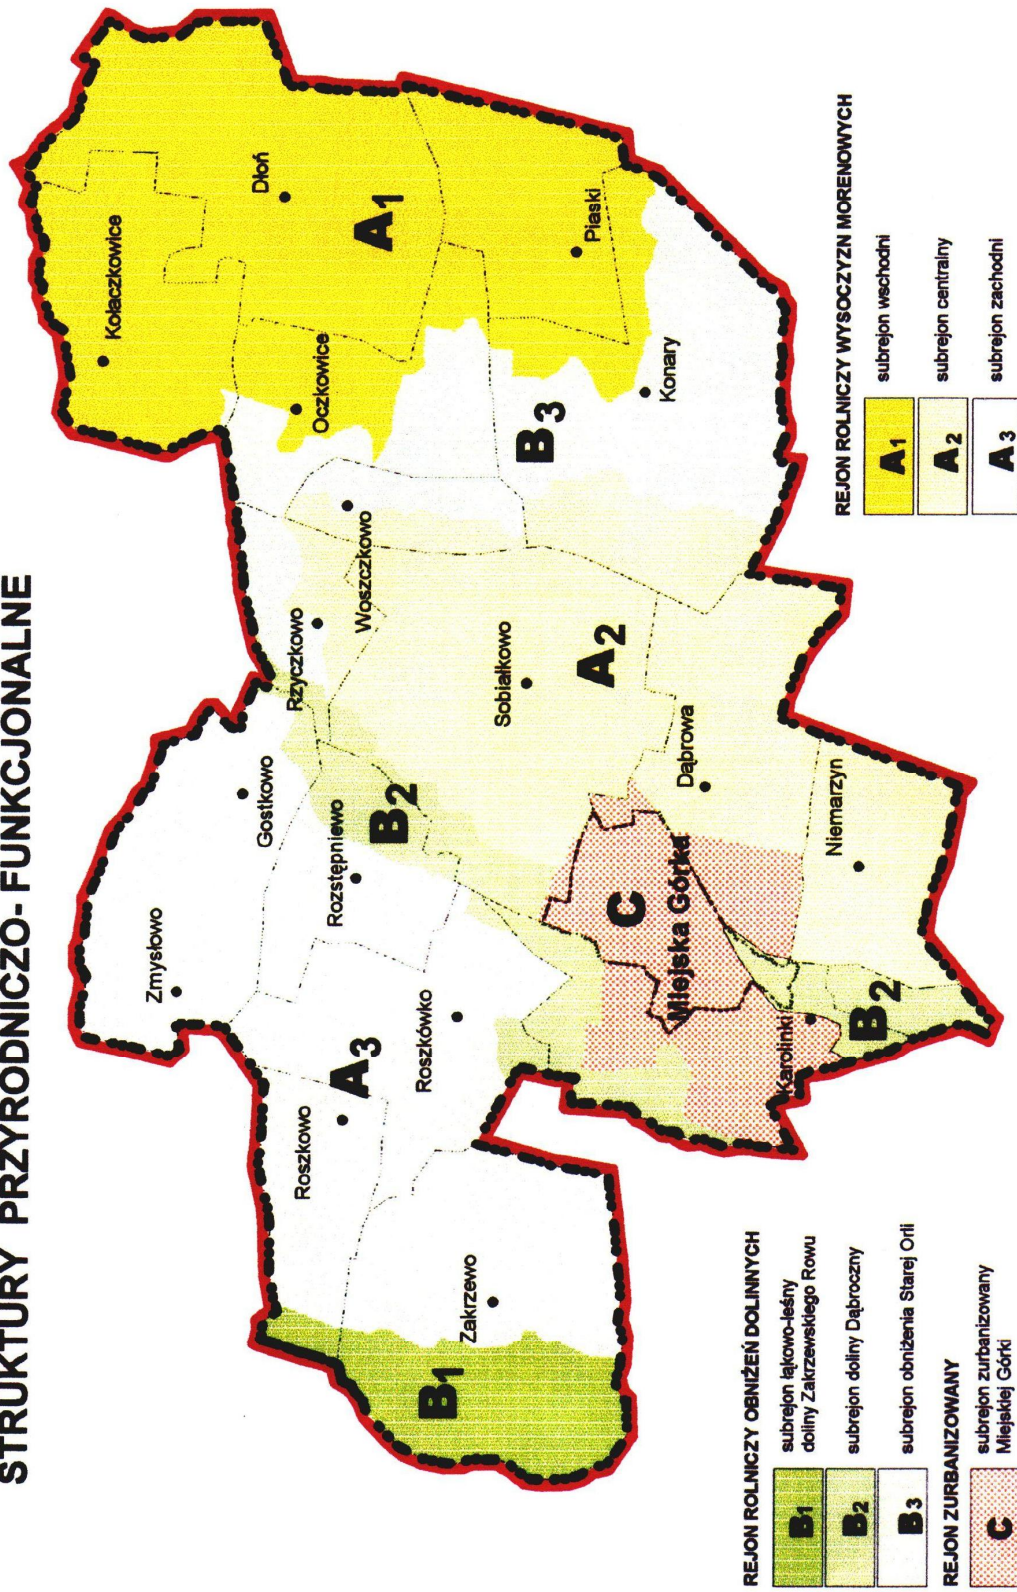 STRUKTURY PRZYRODNICZO- FUNKCJONALNE
Kołaczkowice
Dłoń
A1
Oczkowice
Piaski
B3
Konary
Woszczkowo
Rzyczkowo
Sobiałkowo
A2
Gostkowo
Zmysłowo
Rozstępniewo
B2
Dąbrowa
Niemarzyn
C
Miejska Górka
Karolinki
B2
Roszkówko
A3
Roszkowo
Zakrzewo
B1
REJON ROLNICZY OBNIŻEŃ DOLINNYCH
B1 subrejon łąkowo-leśny
doliny Zakrzewskiego Rowu
B2 subrejon doliny Dąbroczny
B3 subrejon obniżenia Starej Orli
REJON ZURBANIZOWANY
C subrejon zurbanizowany
Miejskiej Górki
REJON ROLNICZY WYSOCZYZN MORENOWYCH
A1 subrejon wschodni
A2 subrejon centralny
A3 subrejon zachodni